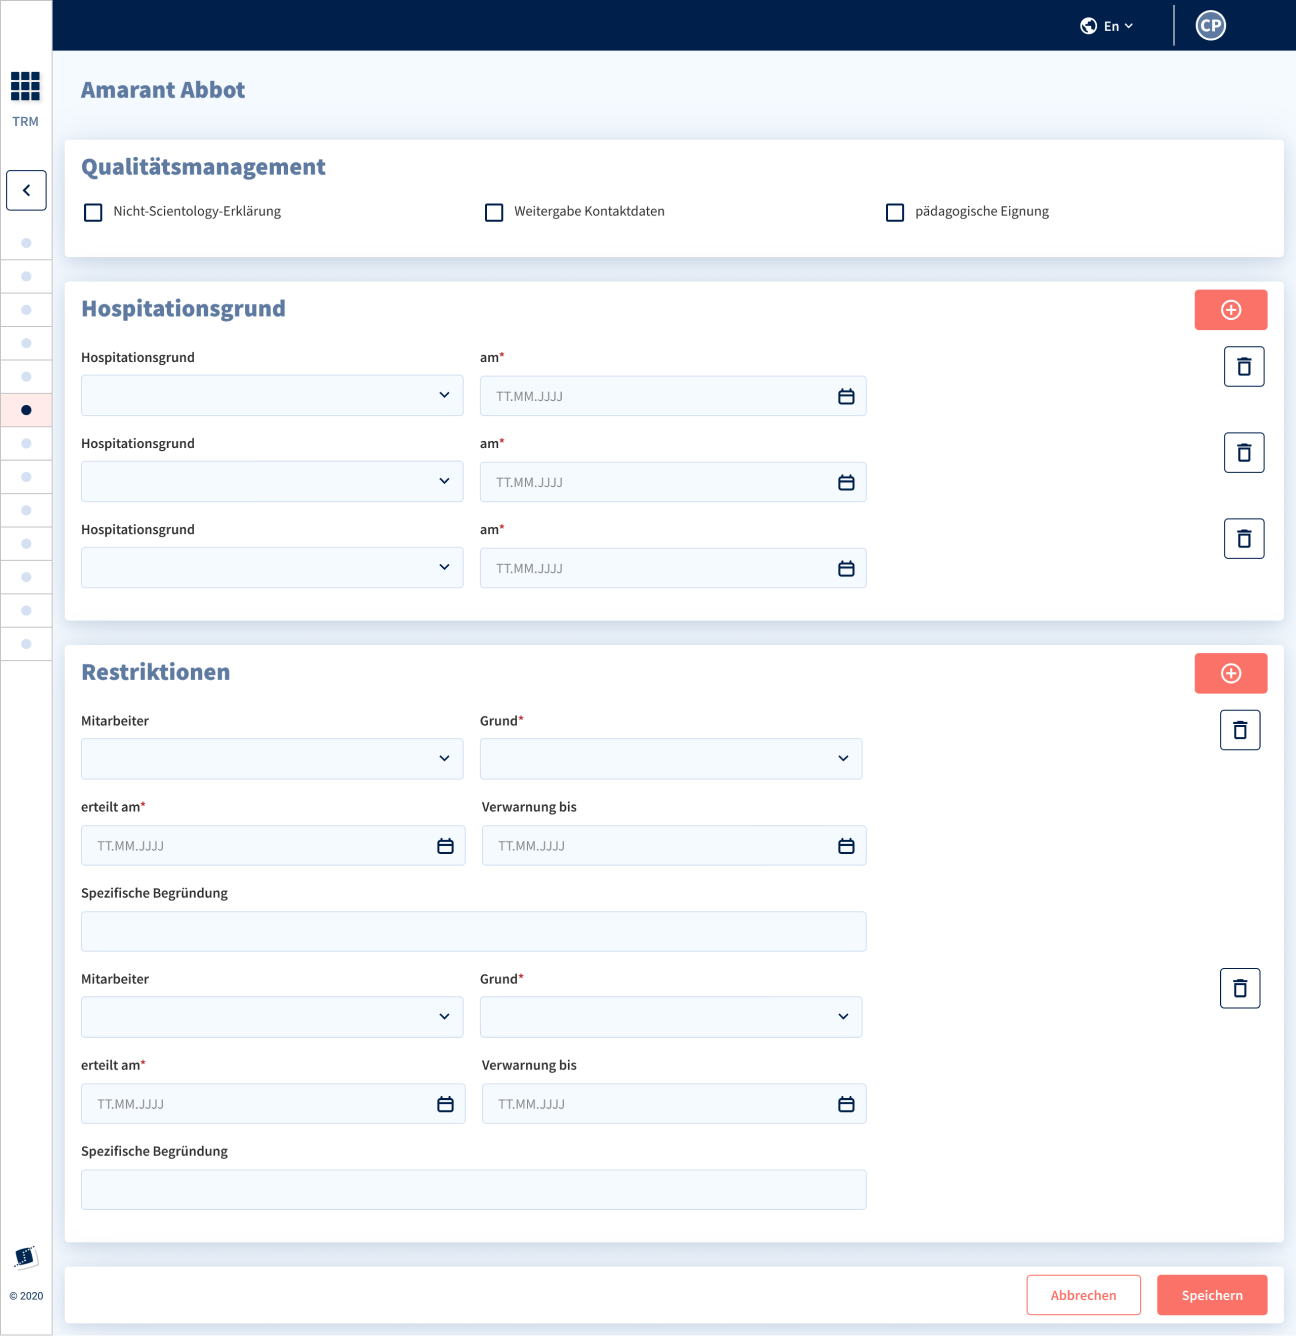 En
CP
TRM
Amarant Abbot
Qualitätsmanagement
Nicht-Scientology-Erklärung
Weitergabe Kontaktdaten
pädagogische Eignung
Hospitationsgrund
Hospitationsgrund
am*
TT.MM.JJJJ
Hospitationsgrund
am*
TT.MM.JJJJ
Hospitationsgrund
am*
TT.MM.JJJJ
Restriktionen
Mitarbeiter
Grund*
erteilt am*
Verwarnung bis
TT.MM.JJJJ
TT.MM.JJJJ
Spezifische Begründung
Mitarbeiter
Grund*
erteilt am*
Verwarnung bis
TT.MM.JJJJ
TT.MM.JJJJ
Spezifische Begründung
Abbrechen
Speichern
© 2020